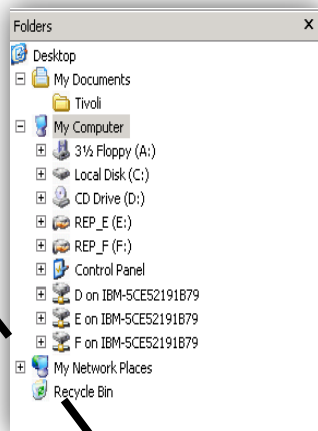 Folders x
Desktop
My Documents
Tivoli
My Computer
3½ Floppy (A:)
Local Disk (C:)
CD Drive (D:)
REP_E (E:)
REP_F (F:)
Control Panel
D on IBM-5CE52191B79
E on IBM-5CE52191B79
F on IBM-5CE52191B79
My Network Places
Recycle Bin